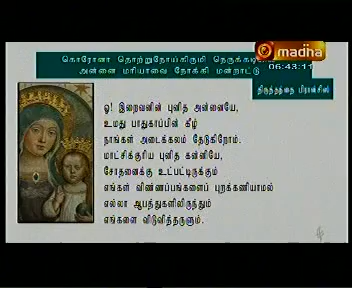 கொரோனா தொற்றுநோய்கிருமி
madha
அன்னை மரியாவை நோக்கி மன்றாட்டு
06:43:11
திருத்தந்தை பிரான்சிஸ்
ஓ! இறைவனின் புனித அன்னையே,
உமது பாதுகாப்பின் கீழ்
நாங்கள் அடைக்கலம் தேடுகிறோம்.
மாட்சிக்குரிய புனித கன்னியே,
சோதனைக்கு உட்பட்டிருக்கும்
எங்கள் விண்ணப்பங்களைப் புறக்கணியாமல்
எல்லா ஆபத்துகளிலிருந்தும்
எங்களை விடுவித்தருளும்.